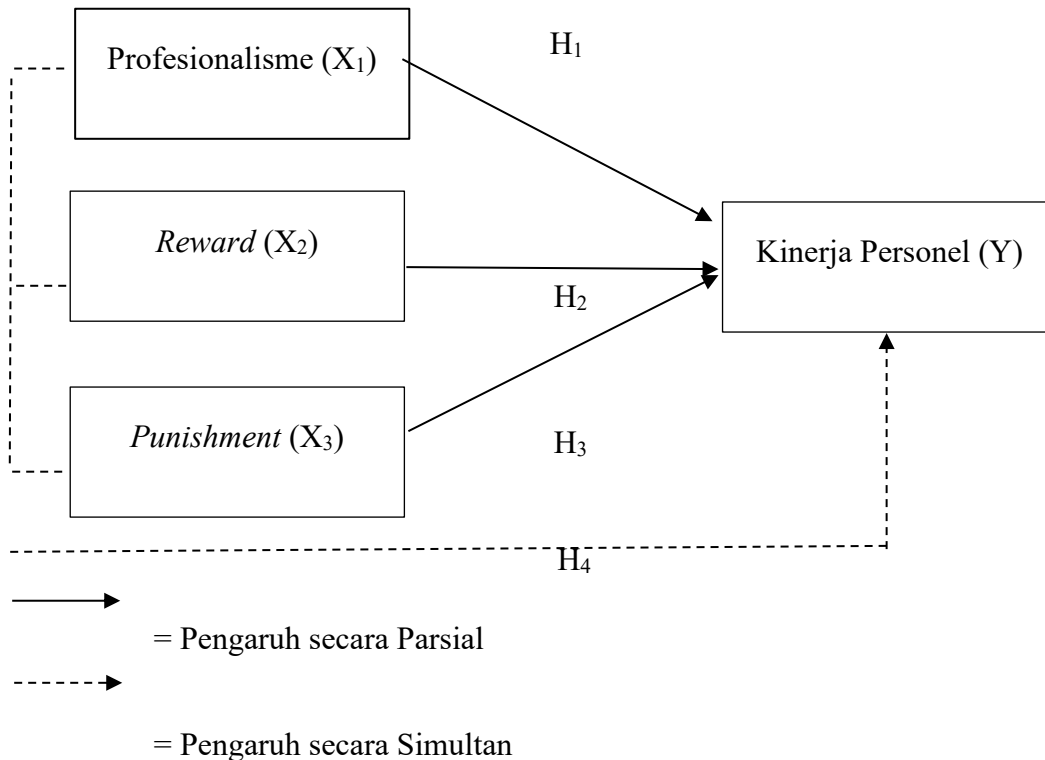 Profesionalisme (X₁)
H₁
Reward (X₂)
Kinerja Personel (Y)
H₂
Punishment (X₃)
H₃
H₄
= Pengaruh secara Parsial
= Pengaruh secara Simultan